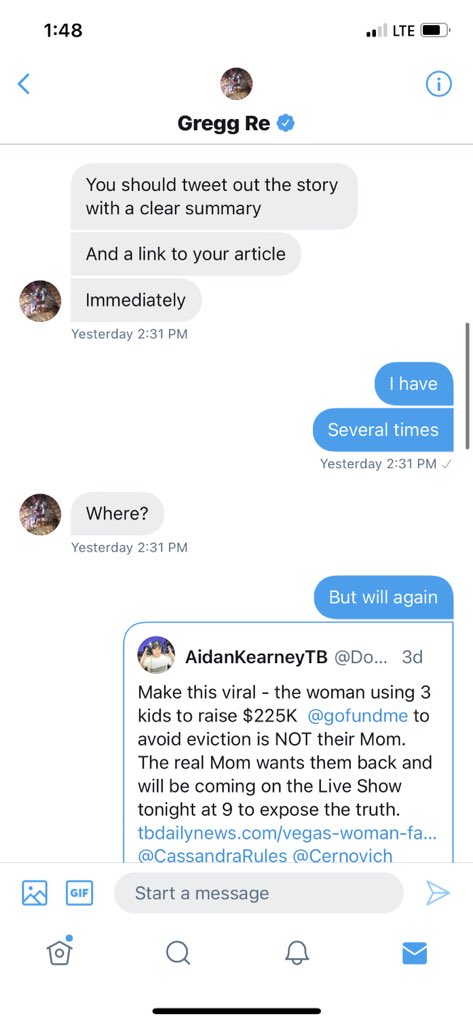 1:48
LTE
Gregg Re
You should tweet out the story
with a clear summary
And a link to your article
Immediately
Yesterday 2:31 PM
I have
Several times
Yesterday 2:31 PM
Where?
Yesterday 2:31 PM
But will again
AidanKearneyTB @Do... 3d
Make this viral - the woman using 3
kids to raise $225K @gofundme to
avoid eviction is NOT their Mom.
The real Mom wants them back and
will be coming on the Live Show
tonight at 9 to expose the truth.
tbdailynews.com/vegas-woman-fa...
@CassandraRules @Cernovich
GIF
Start a message